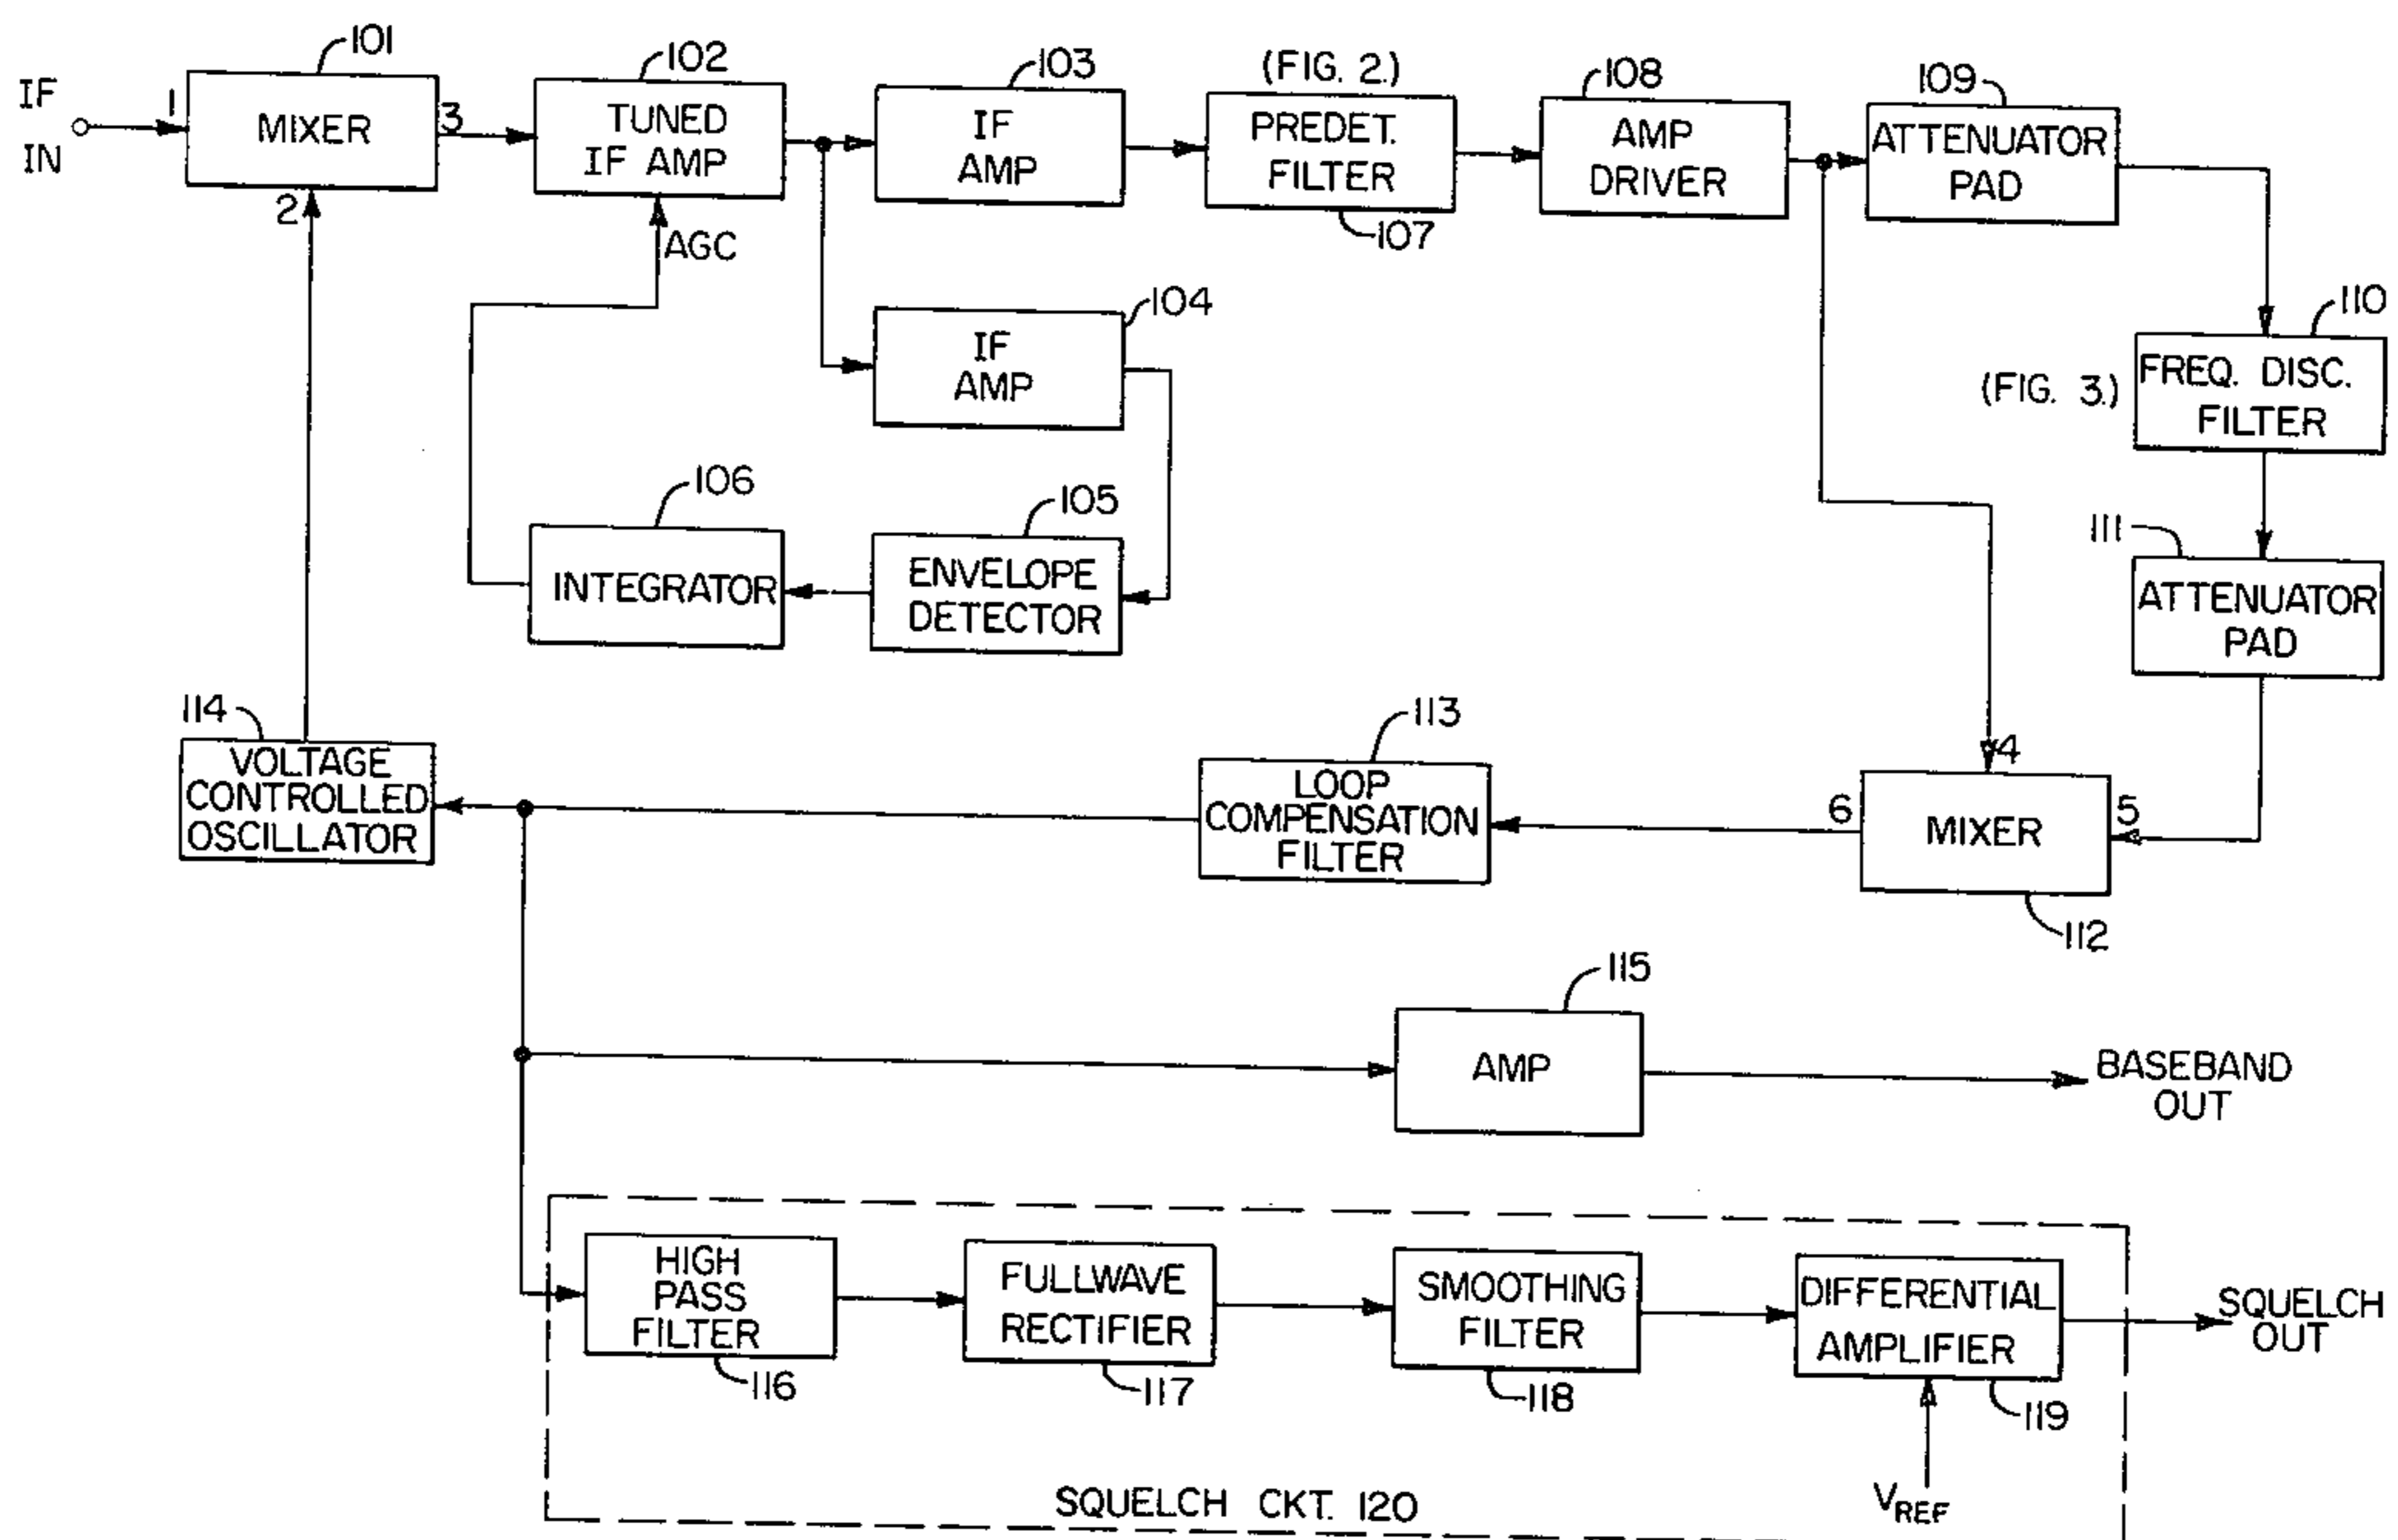 101
102
103
(FIG. 2.)
108
109
IF
IN
1
MIXER
3
2
TUNED
IF AMP
AGC
IF
AMP
PREDET.
FILTER
107
AMP
DRIVER
ATTENUATOR
PAD
104
IF
AMP
110
(FIG. 3.)
FREQ. DISC.
FILTER
106
INTEGRATOR
105
ENVELOPE
DETECTOR
111
ATTENUATOR
PAD
114
VOLTAGE
CONTROLLED
OSCILLATOR
113
LOOP
COMPENSATION
FILTER
4
6
MIXER
5
112
115
AMP
BASEBAND
OUT
HIGH
PASS
FILTER
116
FULLWAVE
RECTIFIER
117
SMOOTHING
FILTER
118
DIFFERENTIAL
AMPLIFIER
119
SQUELCH
OUT
SQUELCH CKT. 120
VREF